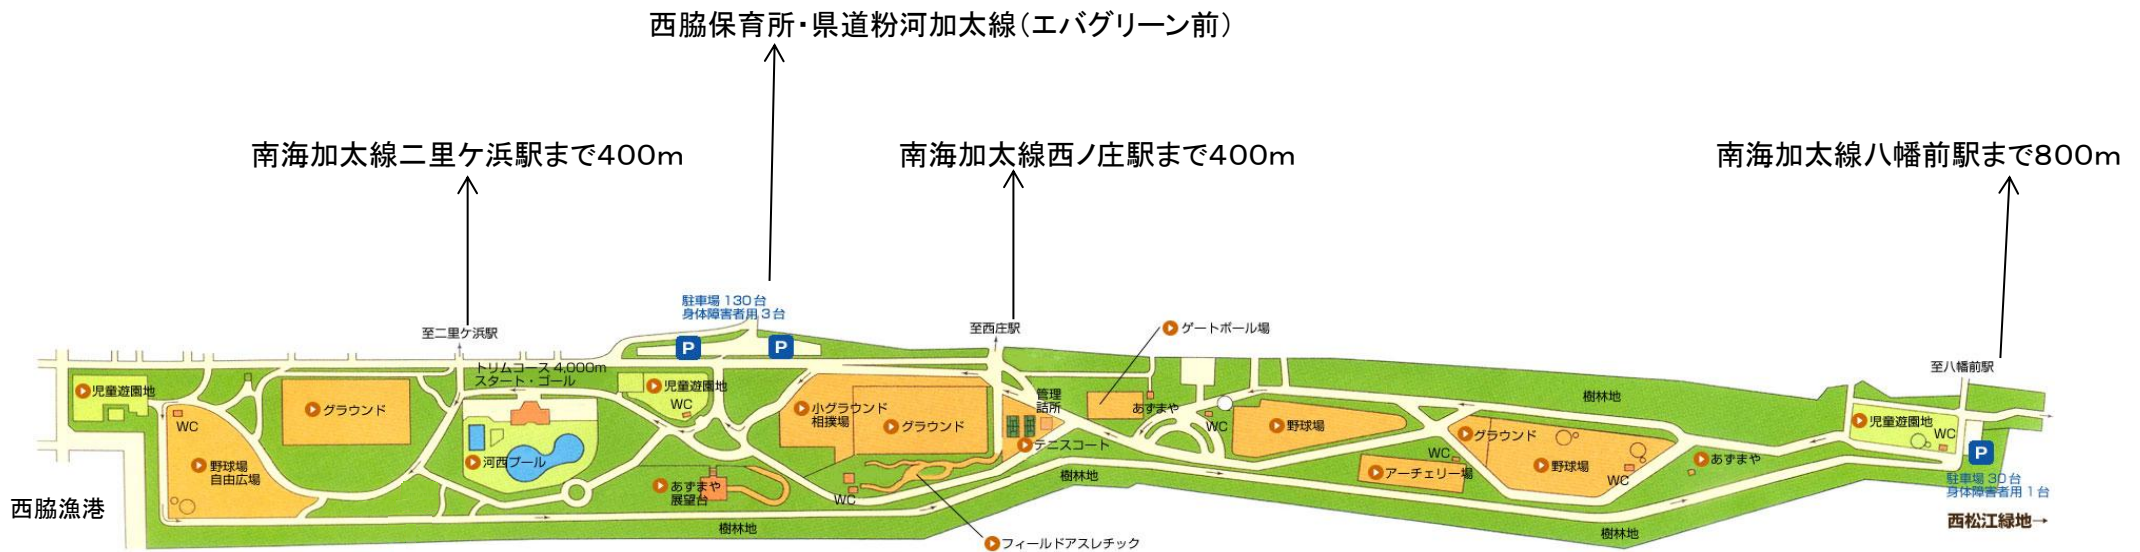 西脇保育所・県道粉河加太線（エバグリーン前）
南海加太線二里ケ浜駅まで400m
南海加太線西ノ庄駅まで400m
南海加太線八幡前駅まで800m
駐車場 130台
身体障害者用 3台
至二里ケ浜駅
至西庄駅
ゲートボール場
至八幡前駅
P
P
トリムコース 4,000m
スタート・ゴール
児童遊園地
グラウンド
児童遊園地
WC
小グラウンド
相撲場
グラウンド
管理
詰所
あずまや
樹林地
WC
野球場
自由広場
河西プール
あずまや
展望台
WC
テニスコート
WC
野球場
グラウンド
WC
アーチェリー場
野球場
WC
あずまや
児童遊園地
WC
P
駐車場 30台
身体障害者用 1台
西脇漁港
樹林地
樹林地
樹林地
フィールドアスレチック
西松江緑地→